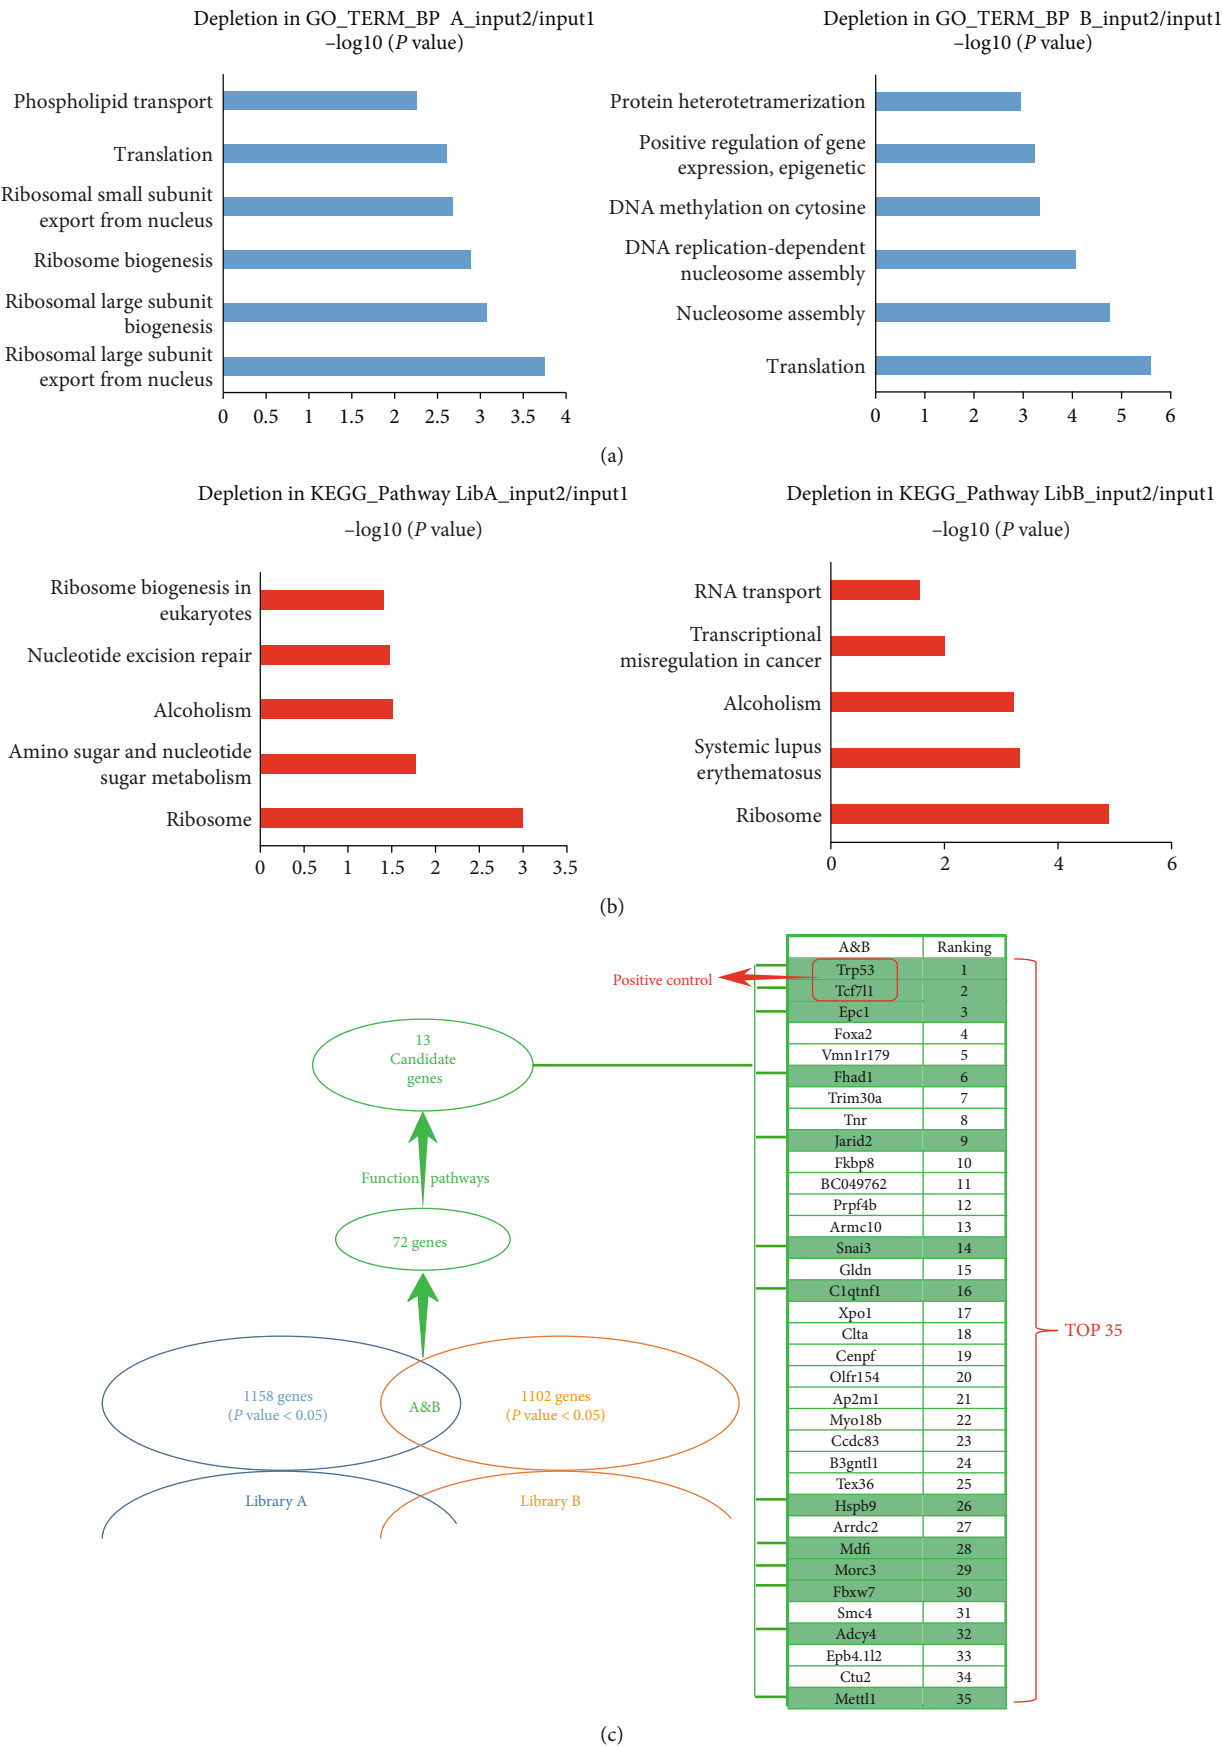 Depletion in GO_TERM_BP A_input2/input1
–log10 (P value)
Phospholipid transport
Translation
Ribosomal small subunit
export from nucleus
Ribosome biogenesis
Ribosomal large subunit
biogenesis
Ribosomal large subunit
export from nucleus
0 0.5 1 1.5 2 2.5 3 3.5 4
Depletion in GO_TERM_BP B_input2/input1
–log10 (P value)
Protein heterotetramerization
Positive regulation of gene
expression, epigenetic
DNA methylation on cytosine
DNA replication-dependent
nucleosome assembly
Nucleosome assembly
Translation
0 1 2 3 4 5 6
(a)
Depletion in KEGG_Pathway LibA_input2/input1
–log10 (P value)
Ribosome biogenesis in
eukaryotes
Nucleotide excision repair
Alcoholism
Amino sugar and nucleotide
sugar metabolism
Ribosome
0 0.5 1 1.5 2 2.5 3 3.5
Depletion in KEGG_Pathway LibB_input2/input1
–log10 (P value)
RNA transport
Transcriptional
misregulation in cancer
Alcoholism
Systemic lupus
erythematosus
Ribosome
0 2 4 6
(b)
13
Candidate
genes
Function pathways
72 genes
1158 genes
(P value < 0.05)
A&B
1102 genes
(P value < 0.05)
Library A
Library B
Positive control
A&B Ranking
Trp53 1
Tcf7l1 2
Epc1 3
Foxa2 4
Vmn1r179 5
Fhad1 6
Trim30a 7
Tnr 8
Jarid2 9
Fkbp8 10
BC049762 11
Prpf4b 12
Armc10 13
Snai3 14
Gldn 15
C1qtnf1 16
Xpo1 17
Clta 18
Cenpf 19
Olfr154 20
Ap2m1 21
Myo18b 22
Ccdc83 23
B3gntl1 24
Tex36 25
Hspb9 26
Arrdc2 27
Mdfi 28
Morc3 29
Fbxw7 30
Smc4 31
Adcy4 32
Epb4.1l2 33
Ctu2 34
Mettl1 35
TOP 35
(c)